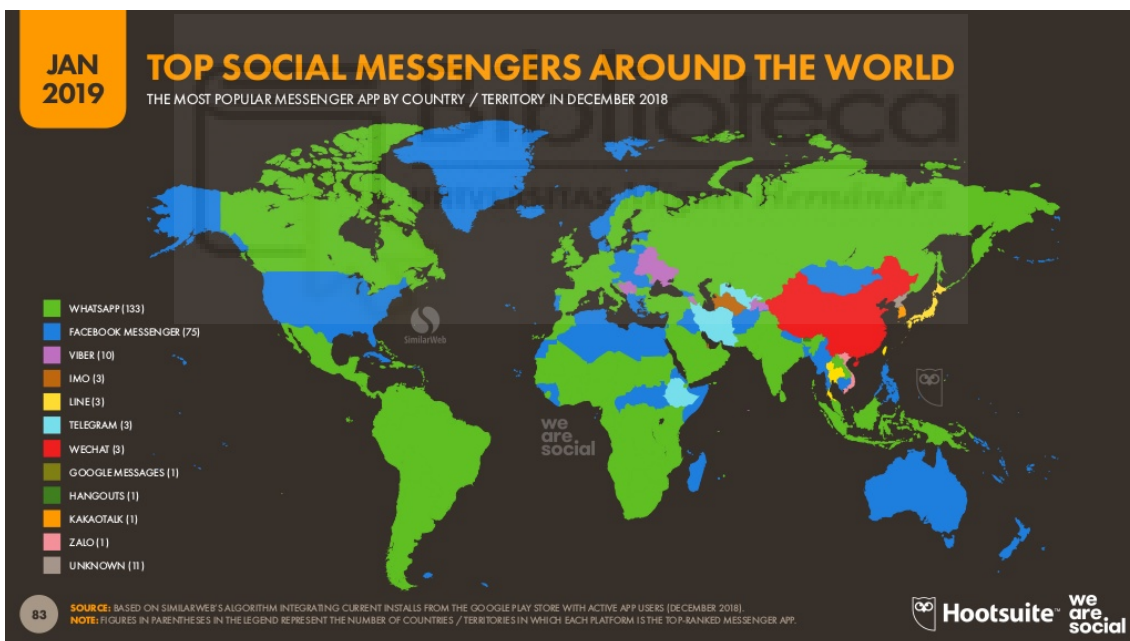 JAN
2019
TOP SOCIAL MESSENGERS AROUND THE WORLD
THE MOST POPULAR MESSENGER APP BY COUNTRY / TERRITORY IN DECEMBER 2018
Biblioteca
UNIVERSITAS Miguel Hernández
WHATSAPP (133)
FACEBOOK MESSENGER (75)
VIBER (10)
IMO (3)
LINE (3)
TELEGRAM (3)
WECHAT (3)
GOOGLE MESSAGES (1)
HANGOUTS (1)
KAKAOTALK (1)
ZALO (1)
UNKNOWN (11)
SimilarWeb
we
are
social
83
SOURCE: BASED ON SIMILARWEB'S ALGORITHM INTEGRATING CURRENT INSTALLS FROM THE GOOGLE PLAY STORE WITH ACTIVE APP USERS (DECEMBER 2018).
NOTE: FIGURES IN PARENTHESES IN THE LEGEND REPRESENT THE NUMBER OF COUNTRIES / TERRITORIES IN WHICH EACH PLATFORM IS THE TOP-RANKED MESSENGER APP.
Hootsuite™
we
are
social